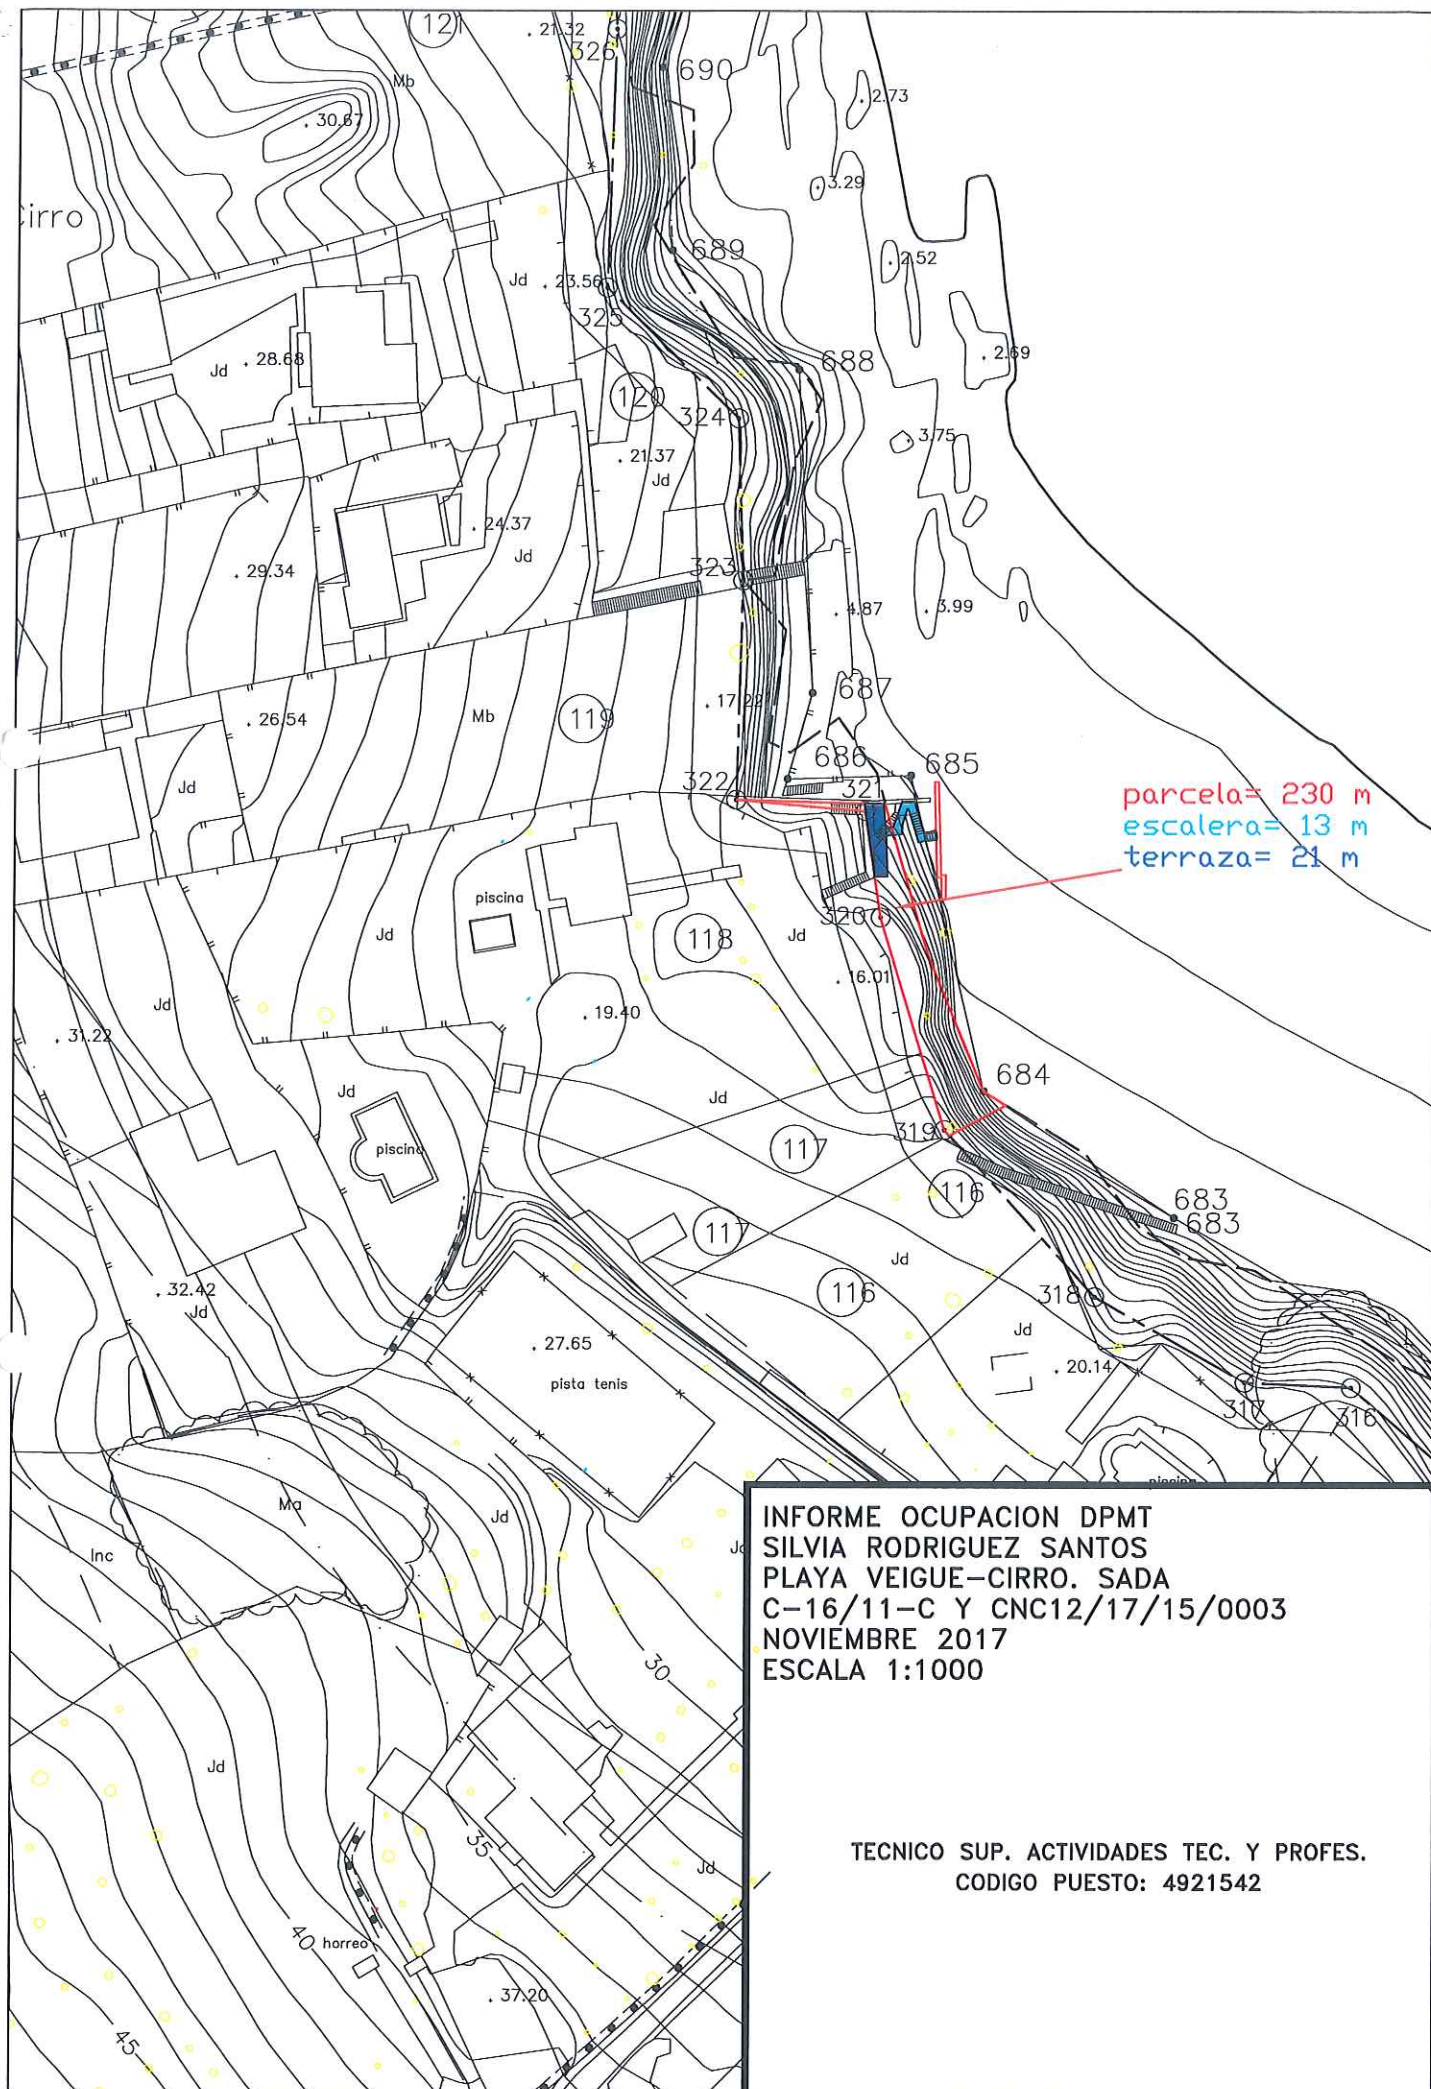 121
21.32
326
690
Mb
2.73
30.67
3.29
Cirro
689
2.52
Jd
23.56
325
2.69
688
28.68
Jd
120
324
3.75
21.37
Jd
24.37
Jd
323
29.34
4.87
3.99
687
17.22
26.54
Mb
119
686
685
322
321
Jd
parcela= 230 m
escalera= 13 m
terraza= 21 m
piscina
320
118
Jd
Jd
16.01
Jd
19.40
31.22
684
Jd
Jd
319
117
piscina
116
683
683
117
Jd
116
318
32.42
Jd
Jd
27.65
20.14
pista tenis
317
316
piscina
Ma
Jd
Inc
Jd
INFORME OCUPACION DPMT
SILVIA RODRIGUEZ SANTOS
PLAYA VEIGUE-CIRRO. SADA
C-16/11-C Y CNC12/17/15/0003
NOVIEMBRE 2017
ESCALA 1:1000
30
Jd
35
Jd
TECNICO SUP. ACTIVIDADES TEC. Y PROFES.
CODIGO PUESTO: 4921542
40
horreo
37.20
45